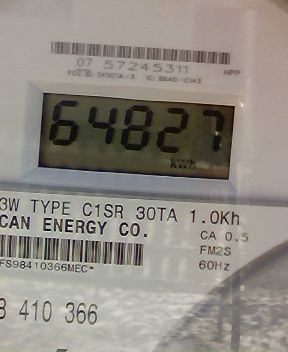 07 57245311
64827
KWH
3W TYPE C1SR 30TA 1.0Kh
CAN ENERGY CO.
CA 0.5
FM2S
60Hz
FS98410366MEC*
8 410 366